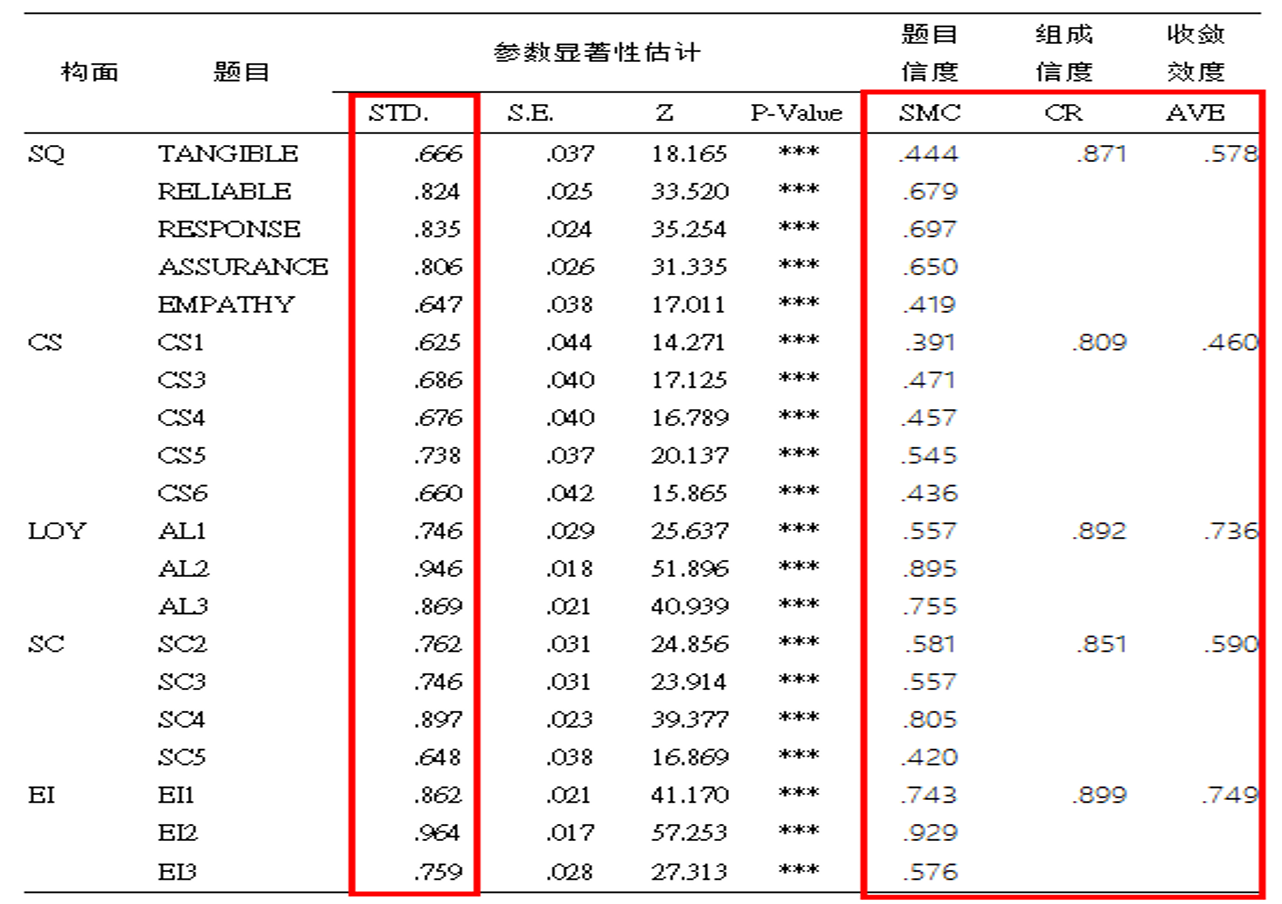 构面 题目 参数显著性估计 题目信度 组成信度 收敛效度
STD. S.E. Z P-Value SMC CR AVE
SQ TANGIBLE .666 .037 18.165 *** .444 .871 .578
RELIABLE .824 .025 33.520 *** .679
RESPONSE .835 .024 35.254 *** .697
ASSURANCE .806 .026 31.335 *** .650
EMPATHY .647 .038 17.011 *** .419
CS CS1 .625 .044 14.271 *** .391 .809 .460
CS3 .686 .040 17.125 *** .471
CS4 .676 .040 16.789 *** .457
CS5 .738 .037 20.137 *** .545
CS6 .660 .042 15.865 *** .436
LOY AL1 .746 .029 25.637 *** .557 .892 .736
AL2 .946 .018 51.896 *** .895
AL3 .869 .021 40.939 *** .755
SC SC2 .762 .031 24.856 *** .581 .851 .590
SC3 .746 .031 23.914 *** .557
SC4 .897 .023 39.377 *** .805
SC5 .648 .038 16.869 *** .420
EI EI1 .862 .021 41.170 *** .743 .899 .749
EI2 .964 .017 57.253 *** .929
EI3 .759 .028 27.313 *** .576